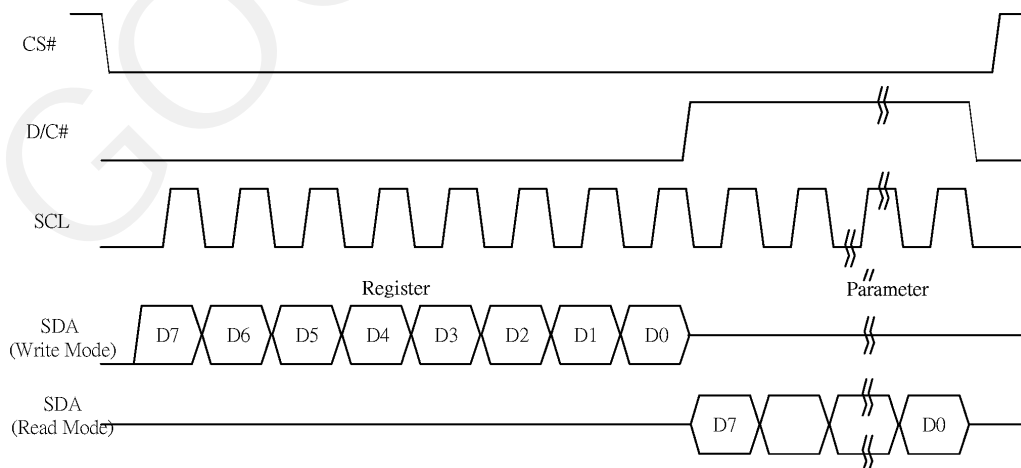 CS#
D/C#
SCL
Register Parameter
SDA
(Write Mode)
D7 D6 D5 D4 D3 D2 D1 D0
SDA
(Read Mode)
D7 D0